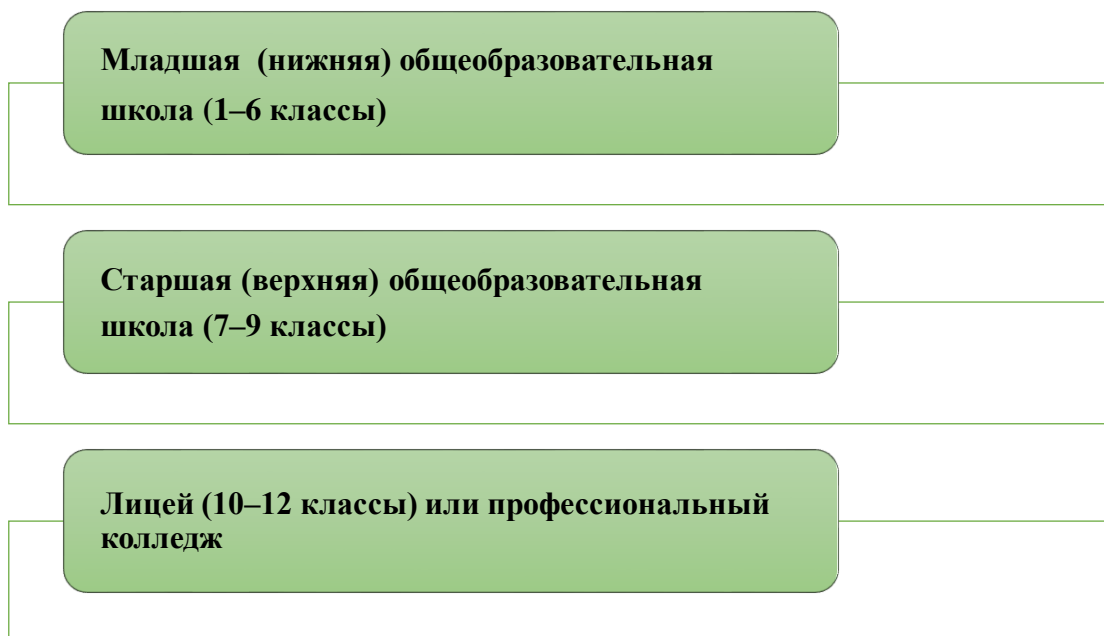 Младшая (нижняя) общеобразовательная
школа (1–6 классы)
Старшая (верхняя) общеобразовательная
школа (7–9 классы)
Лицей (10–12 классы) или профессиональный
колледж